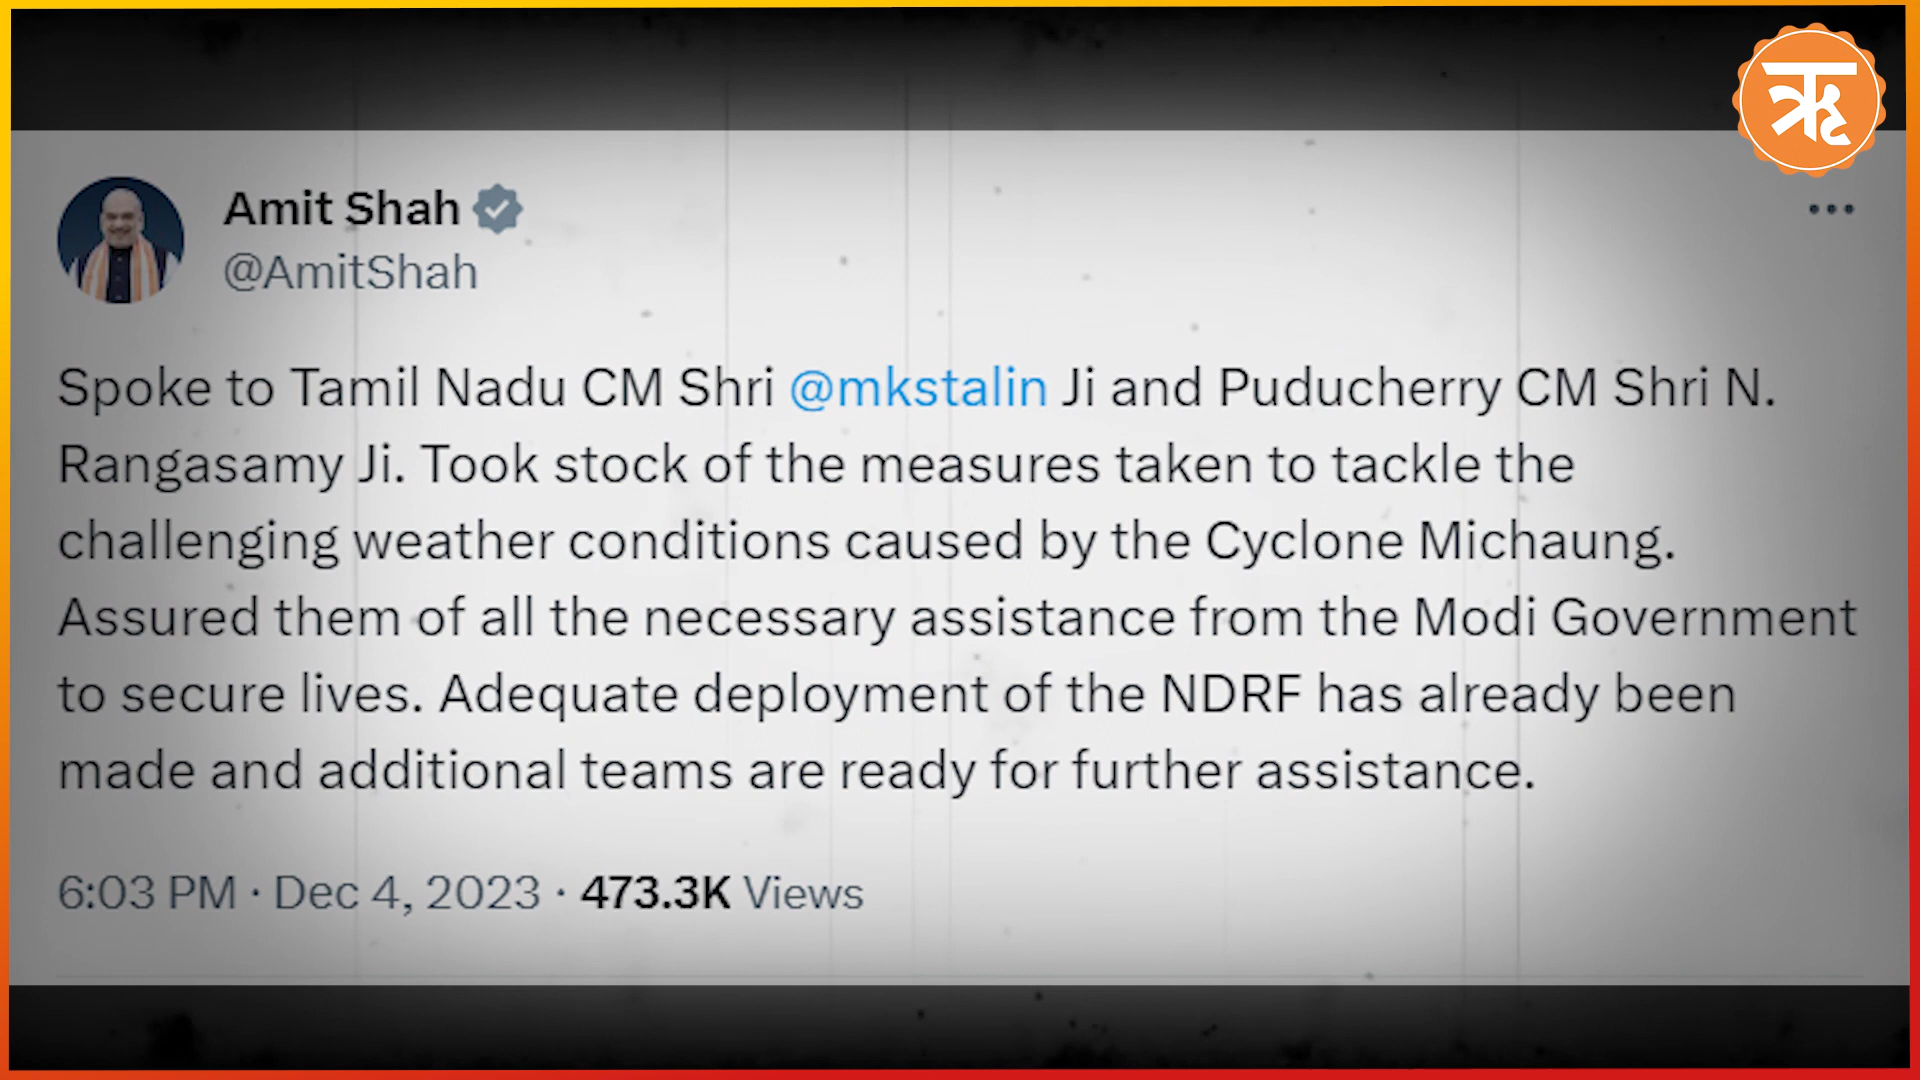 ऋ
Amit Shah
@AmitShah
Spoke to Tamil Nadu CM Shri @mkstalin Ji and Puducherry CM Shri N.
Rangasamy Ji. Took stock of the measures taken to tackle the
challenging weather conditions caused by the Cyclone Michaung.
Assured them of all the necessary assistance from the Modi Government
to secure lives. Adequate deployment of the NDRF has already been
made and additional teams are ready for further assistance.
6:03 PM · Dec 4, 2023 · 473.3K Views